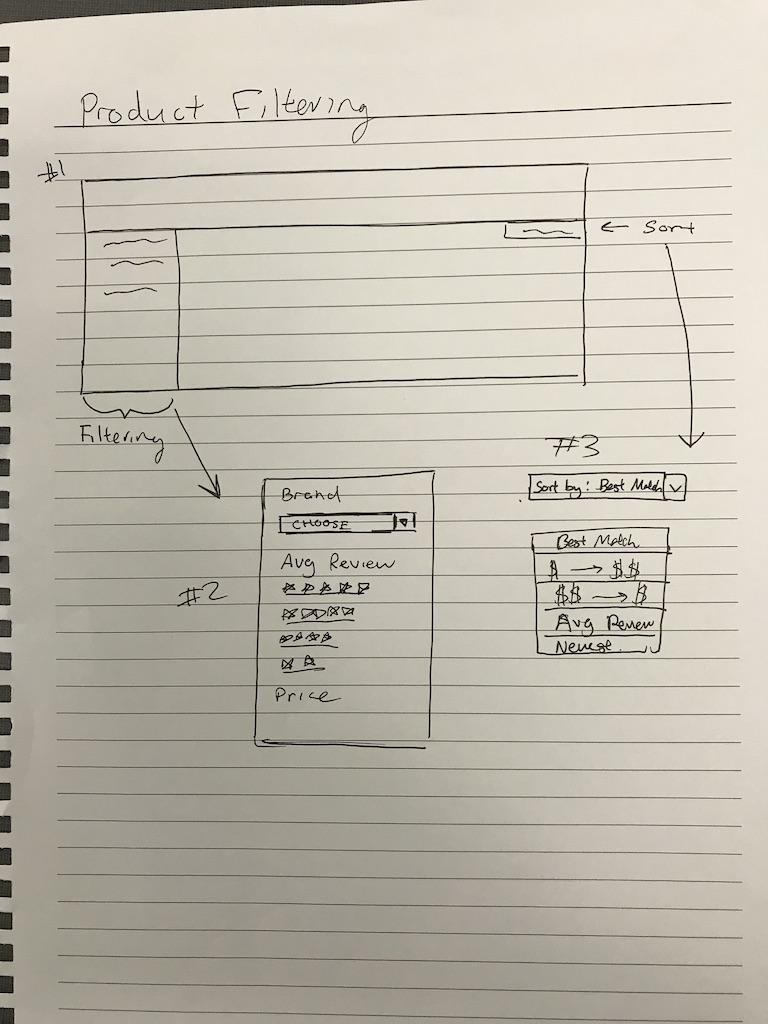 Product Filtering
#1
← Sort
Filtering
#3
Sort by: Best Match
Brand
CHOOSE
Best Match
$ → $$
Avg Review
#2
$$ → $
Avg Review
Newest
Price